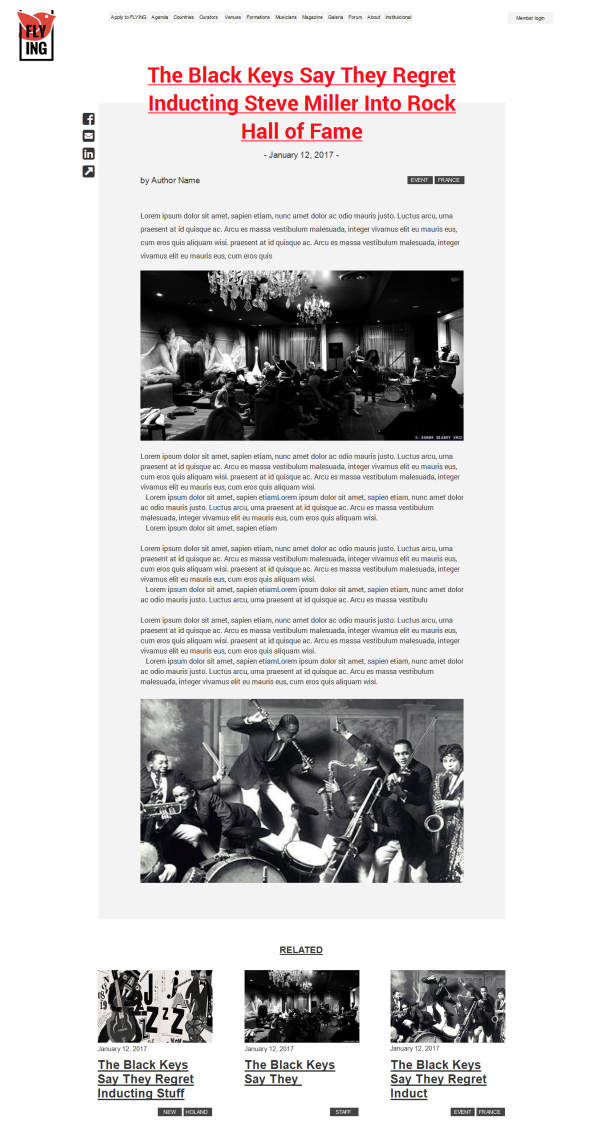 FLY
ING
Apply to FLYING Agenda Countries Curators Venues Formations Musicians Magazine Galeria Forum About Instituicional
Member login
The Black Keys Say They Regret
Inducting Steve Miller Into Rock
Hall of Fame
- January 12, 2017 -
by Author Name
EVENT FRANCE
Lorem ipsum dolor sit amet, sapien etiam, nunc amet dolor ac odio mauris justo. Luctus arcu, urna
praesent at id quisque ac. Arcu es massa vestibulum malesuada, integer vivamus elit eu mauris eus,
cum eros quis aliquam wisi. praesent at id quisque ac. Arcu es massa vestibulum malesuada, integer
vivamus elit eu mauris eus, cum eros quis
© AARON BLAKEY 2012
Lorem ipsum dolor sit amet, sapien etiam, nunc amet dolor ac odio mauris justo. Luctus arcu, urna
praesent at id quisque ac. Arcu es massa vestibulum malesuada, integer vivamus elit eu mauris eus,
cum eros quis aliquam wisi. praesent at id quisque ac. Arcu es massa vestibulum malesuada, integer
vivamus elit eu mauris eus, cum eros quis aliquam wisi.
Lorem ipsum dolor sit amet, sapien etiamLorem ipsum dolor sit amet, sapien etiam, nunc amet dolor
ac odio mauris justo. Luctus arcu, urna praesent at id quisque ac. Arcu es massa vestibulum
malesuada, integer vivamus elit eu mauris eus, cum eros quis aliquam wisi.
Lorem ipsum dolor sit amet, sapien etiam
Lorem ipsum dolor sit amet, sapien etiam, nunc amet dolor ac odio mauris justo. Luctus arcu, urna
praesent at id quisque ac. Arcu es massa vestibulum malesuada, integer vivamus elit eu mauris eus,
cum eros quis aliquam wisi. praesent at id quisque ac. Arcu es massa vestibulum malesuada, integer
vivamus elit eu mauris eus, cum eros quis aliquam wisi.
Lorem ipsum dolor sit amet, sapien etiamLorem ipsum dolor sit amet, sapien etiam, nunc amet dolor
ac odio mauris justo. Luctus arcu, urna praesent at id quisque ac. Arcu es massa vestibulu
Lorem ipsum dolor sit amet, sapien etiam, nunc amet dolor ac odio mauris justo. Luctus arcu, urna
praesent at id quisque ac. Arcu es massa vestibulum malesuada, integer vivamus elit eu mauris eus,
cum eros quis aliquam wisi. praesent at id quisque ac. Arcu es massa vestibulum malesuada, integer
vivamus elit eu mauris eus, cum eros quis aliquam wisi.
Lorem ipsum dolor sit amet, sapien etiamLorem ipsum dolor sit amet, sapien etiam, nunc amet dolor
ac odio mauris justo. Luctus arcu, urna praesent at id quisque ac. Arcu es massa vestibulum
malesuada, integer vivamus elit eu mauris eus, cum eros quis aliquam wisi.
RELATED
January 12, 2017
The Black Keys
Say They Regret
Inducting Stuff
NEW HOLAND
January 12, 2017
The Black Keys
Say They
STAFF
January 12, 2017
The Black Keys
Say They Regret
Induct
EVENT FRANCE